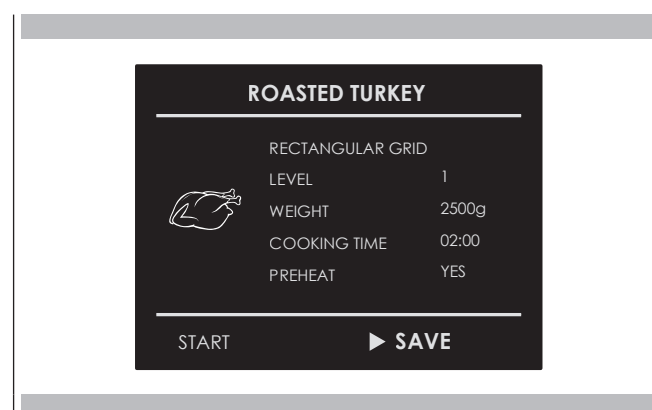 ROASTED TURKEY
RECTANGULAR GRID
LEVEL 1
WEIGHT 2500g
COOKING TIME 02:00
PREHEAT YES
START ▶ SAVE